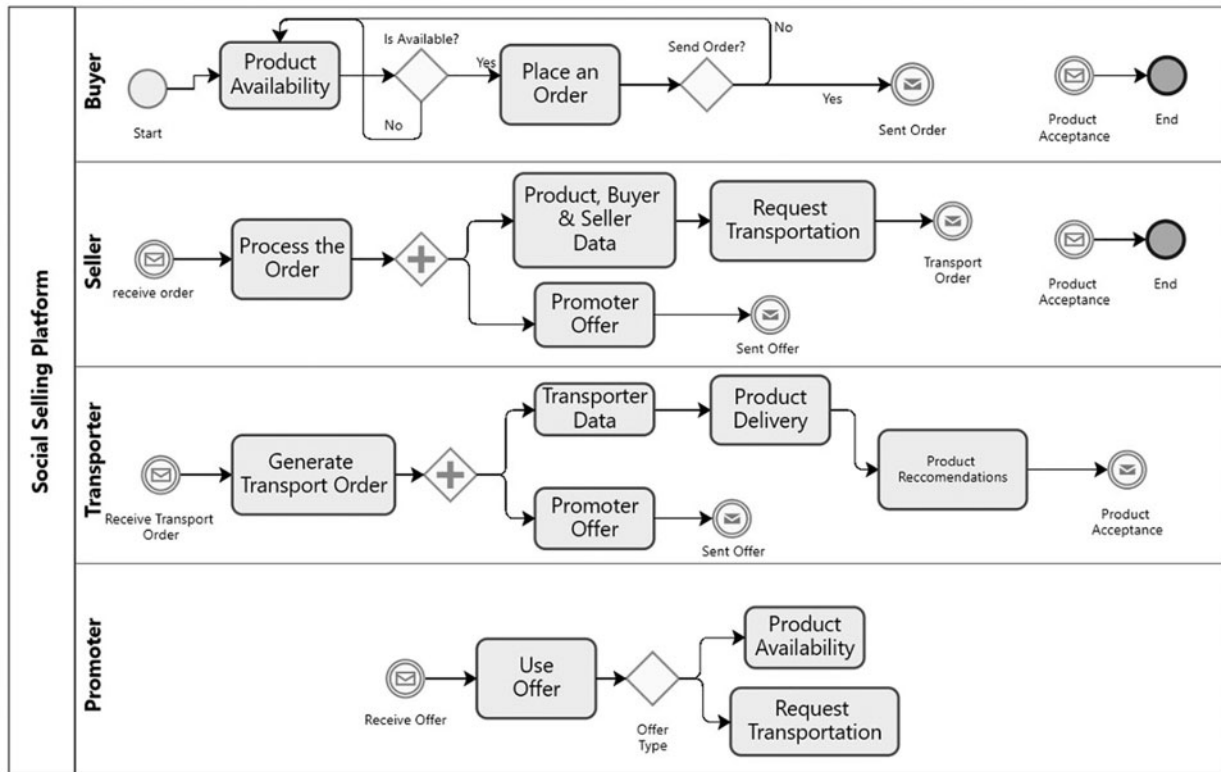 Social Selling Platform
Buyer
Start
Product
Availability
Is Available?
No
Yes
Place an
Order
Send Order?
No
Yes
Sent Order
Product
Acceptance
End
Seller
receive order
Process the
Order
Product, Buyer
& Seller
Data
Request
Transportation
Transport
Order
Promoter
Offer
Sent Offer
Product
Acceptance
End
Transporter
Receive Transport
Order
Generate
Transport Order
Transporter
Data
Product
Delivery
Product
Reccomendations
Product
Acceptance
Promoter
Offer
Sent Offer
Promoter
Receive Offer
Use
Offer
Offer
Type
Product
Availability
Request
Transportation